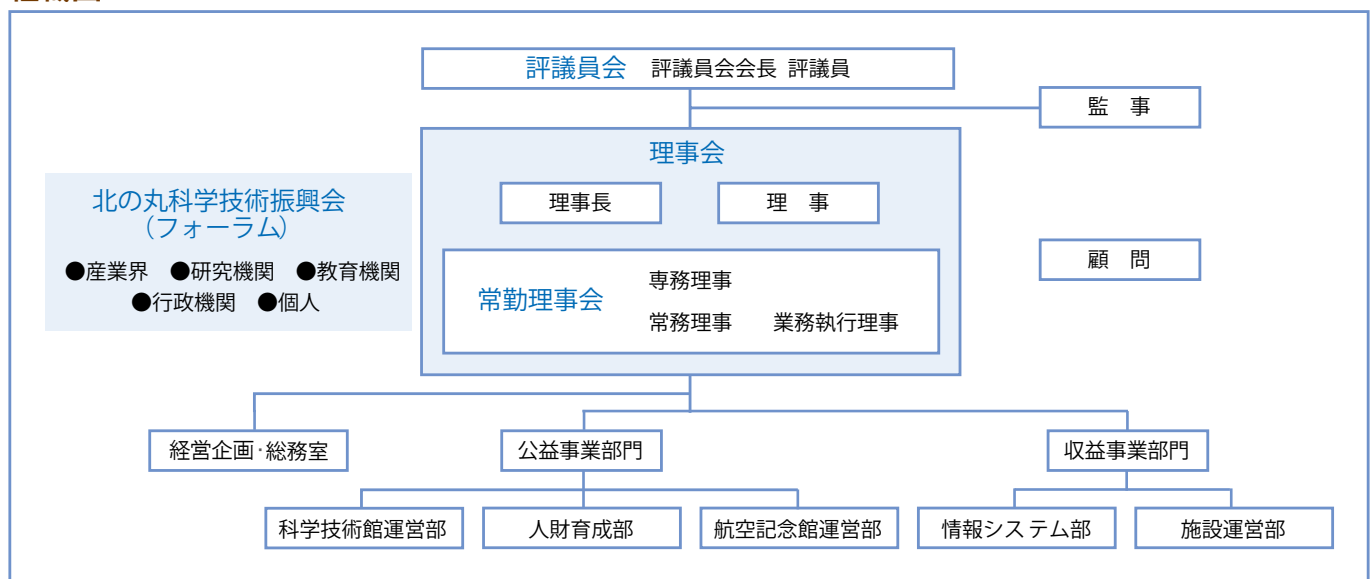 評議員会 評議員会会長 評議員
監 事
理事会
理事長
理 事
北の丸科学技術振興会
(フォーラム)
●産業界 ●研究機関 ●教育機関
●行政機関 ●個人
顧 問
常勤理事会
専務理事
常務理事 業務執行理事
経営企画・総務室
公益事業部門
収益事業部門
科学技術館運営部
人財育成部
航空記念館運営部
情報システム部
施設運営部